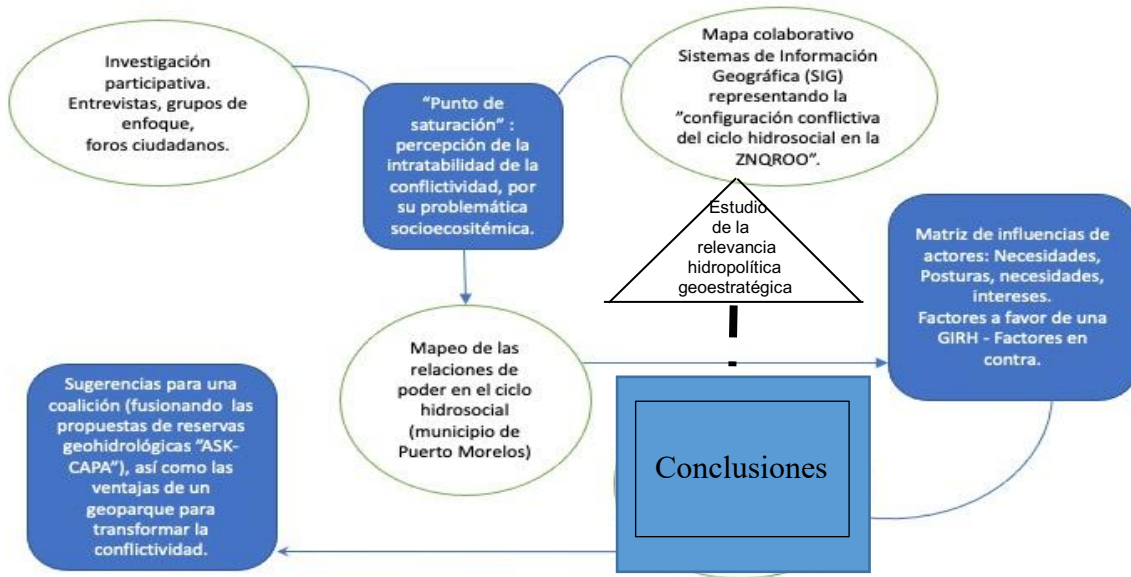 Investigación
participativa.
Entrevistas, grupos de
enfoque,
foros ciudadanos.
“Punto de
saturación” :
percepción de la
intratabilidad de la
conflictividad, por
su problemática
socioecositémica.
Mapa colaborativo
Sistemas de Información
Geográfica (SIG)
representando la
”configuración conflictiva
del ciclo hidrosocial en la
ZNQROO”.
Estudio
de la
relevancia
hidropolítica
geoestratégica
Matriz de influencias de
actores: Necesidades,
Posturas, necesidades,
intereses.
Factores a favor de una
GIRH - Factores en
contra.
Mapeo de las
relaciones de
poder en el ciclo
hidrosocial
(municipio de
Puerto Morelos)
Conclusiones
Sugerencias para una
coalición (fusionando las
propuestas de reservas
geohidrológicas ”ASK-
CAPA”), así como las
ventajas de un
geoparque para
transformar la
conflictividad.